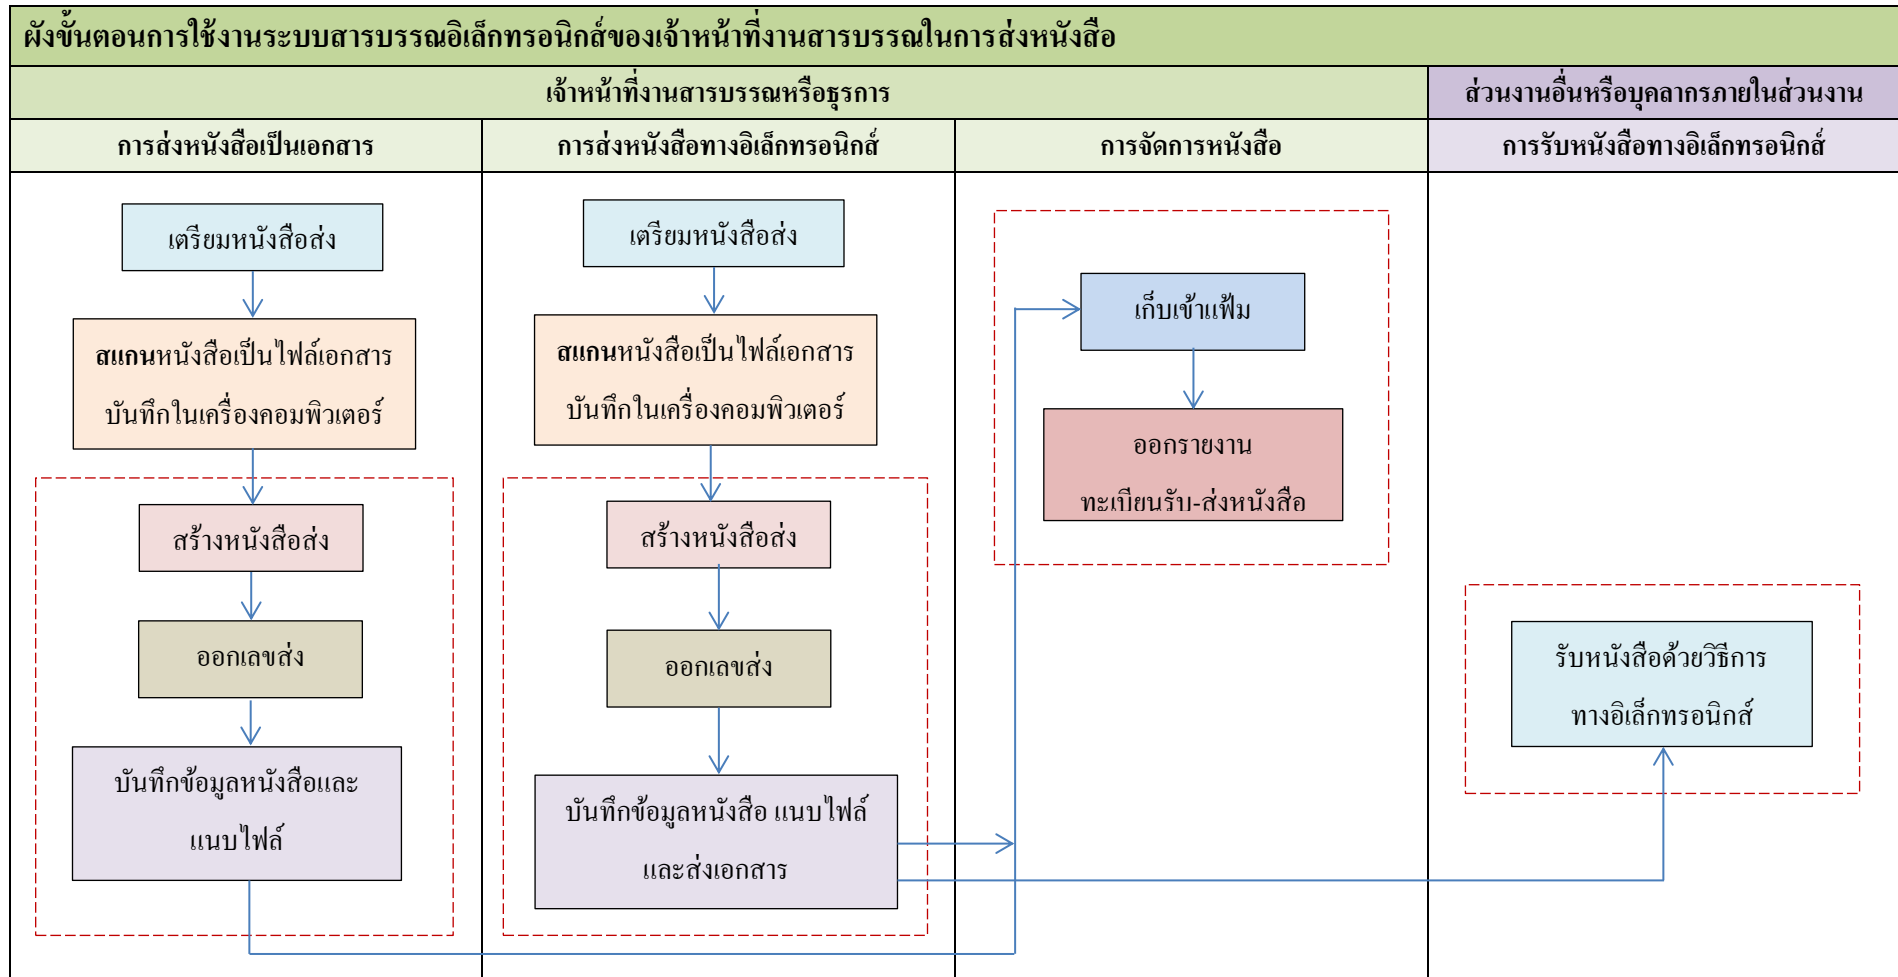 ผังขั้นตอนการใช้งานระบบสารบรรณอิเล็กทรอนิกส์ของเจ้าหน้าที่งานสารบรรณในการส่งหนังสือ
เจ้าหน้าที่งานสารบรรณหรือธุรการ
ส่วนงานอื่นหรือบุคลากรภายในส่วนงาน
การส่งหนังสือเป็นเอกสาร
การส่งหนังสือทางอิเล็กทรอนิกส์
การจัดการหนังสือ
การรับหนังสือทางอิเล็กทรอนิกส์
เตรียมหนังสือส่ง
สแกนหนังสือเป็นไฟล์เอกสาร
บันทึกในเครื่องคอมพิวเตอร์
สร้างหนังสือส่ง
ออกเลขส่ง
บันทึกข้อมูลหนังสือและ
แนบไฟล์
เตรียมหนังสือส่ง
สแกนหนังสือเป็นไฟล์เอกสาร
บันทึกในเครื่องคอมพิวเตอร์
สร้างหนังสือส่ง
ออกเลขส่ง
บันทึกข้อมูลหนังสือ แนบไฟล์
และส่งเอกสาร
เก็บเข้าแฟ้ม
ออกรายงาน
ทะเบียนรับ-ส่งหนังสือ
รับหนังสือด้วยวิธีการ
ทางอิเล็กทรอนิกส์